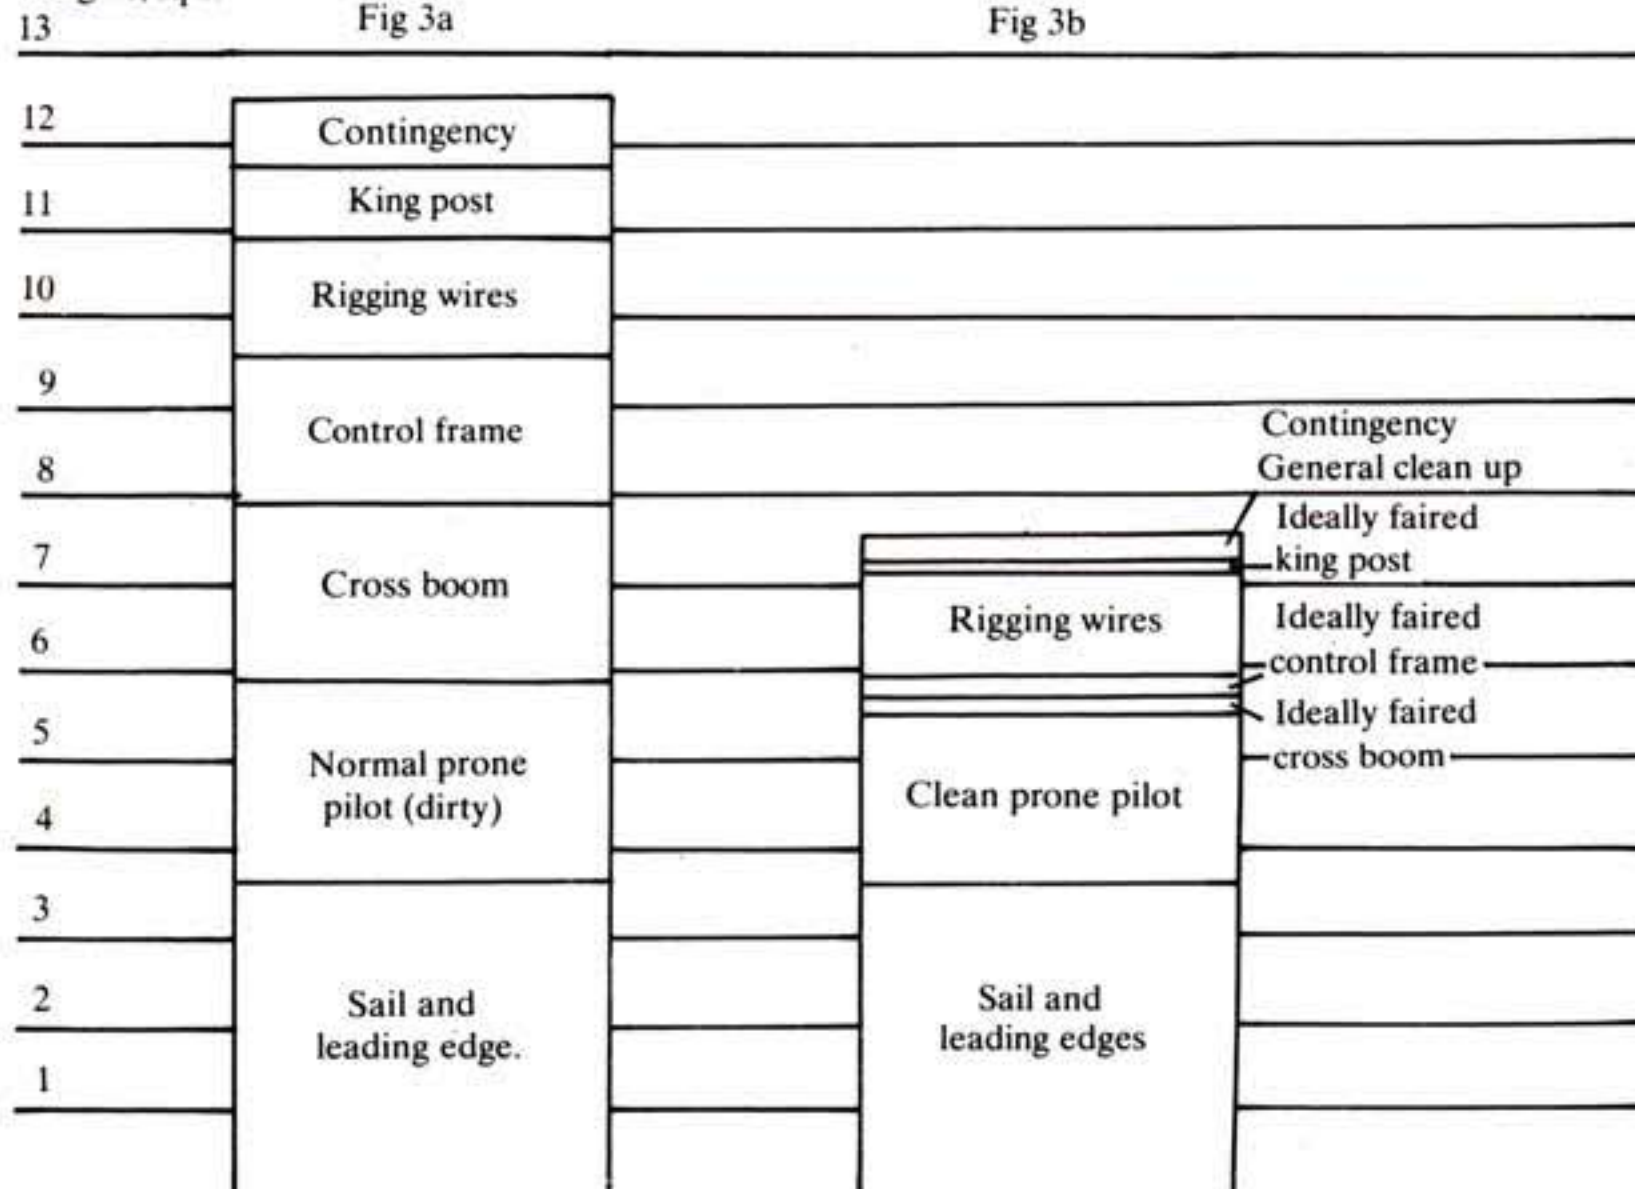 13
Fig 3a
Fig 3b
12
Contingency
11
King post
10
Rigging wires
9
Control frame
8
Cross boom
7
6
Normal prone
pilot (dirty)
5
4
3
Sail and
leading edge.
2
1
Contingency
General clean up
Ideally faired
king post
Rigging wires
Ideally faired
control frame
Ideally faired
cross boom
Clean prone pilot
Sail and
leading edges